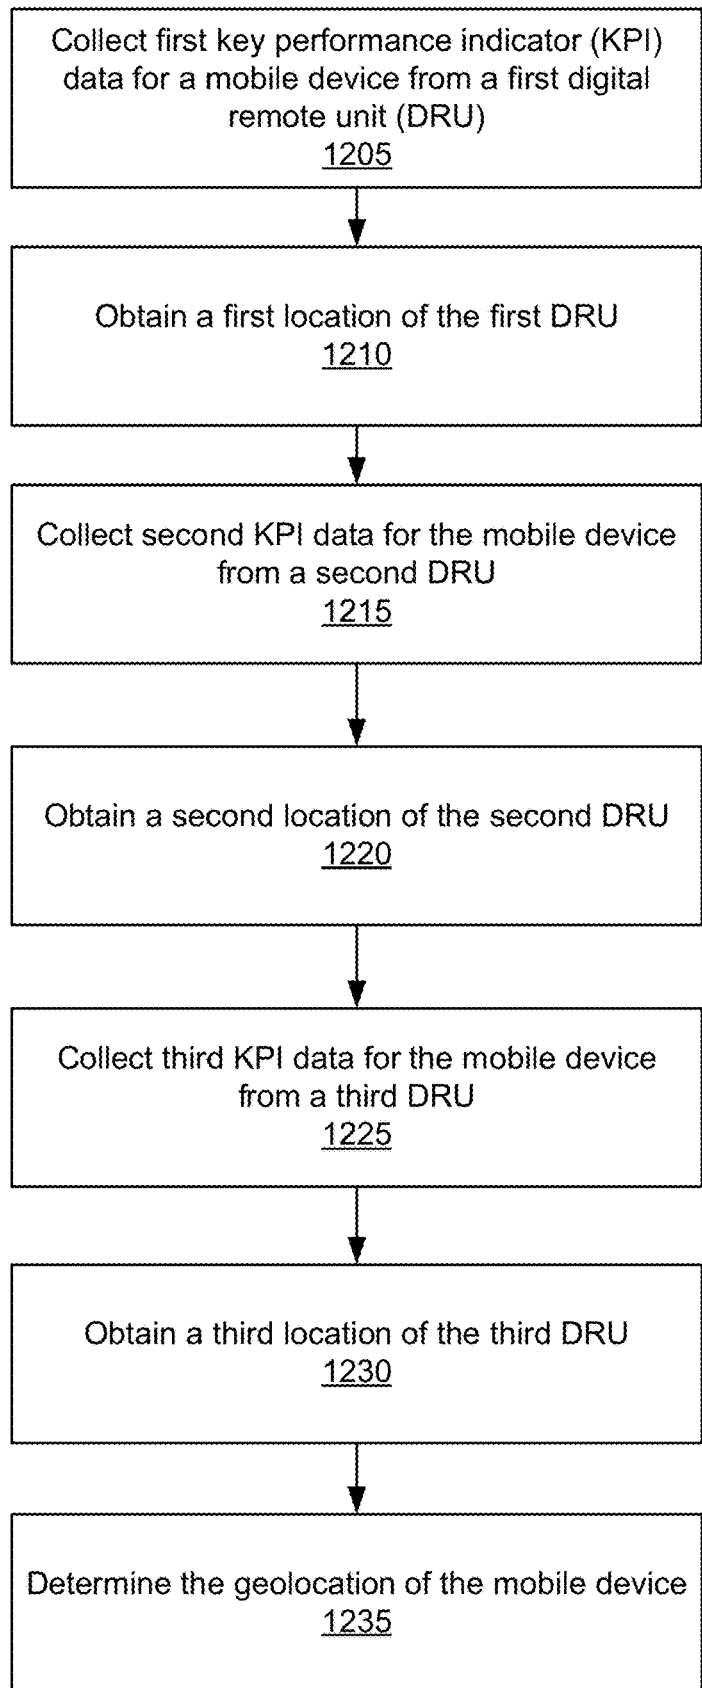 Collect first key performance indicator (KPI)
data for a mobile device from a first digital
remote unit (DRU)
1205
Obtain a first location of the first DRU
1210
Collect second KPI data for the mobile device
from a second DRU
1215
Obtain a second location of the second DRU
1220
Collect third KPI data for the mobile device
from a third DRU
1225
Obtain a third location of the third DRU
1230
Determine the geolocation of the mobile device
1235